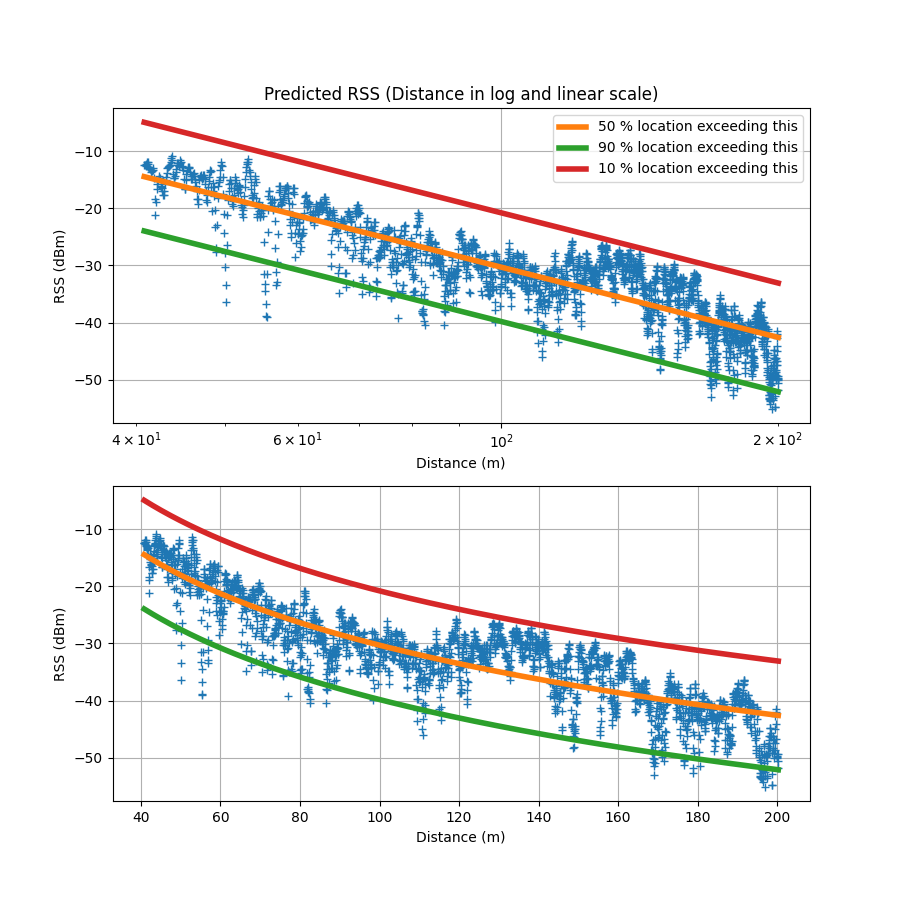 Predicted RSS (Distance in log and linear scale)
50 % location exceeding this
90 % location exceeding this
10 % location exceeding this
RSS (dBm)
−10
−20
−30
−40
−50
4 × 10¹
6 × 10¹
10²
2 × 10²
Distance (m)
RSS (dBm)
−10
−20
−30
−40
−50
40
60
80
100
120
140
160
180
200
Distance (m)